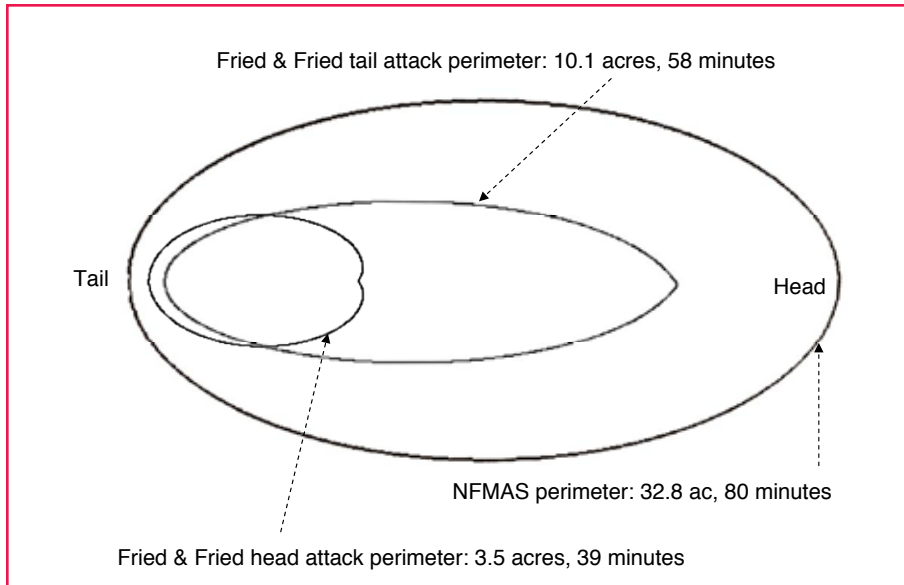 Fried & Fried tail attack perimeter: 10.1 acres, 58 minutes
Tail
Head
NFMAS perimeter: 32.8 ac, 80 minutes
Fried & Fried head attack perimeter: 3.5 acres, 39 minutes